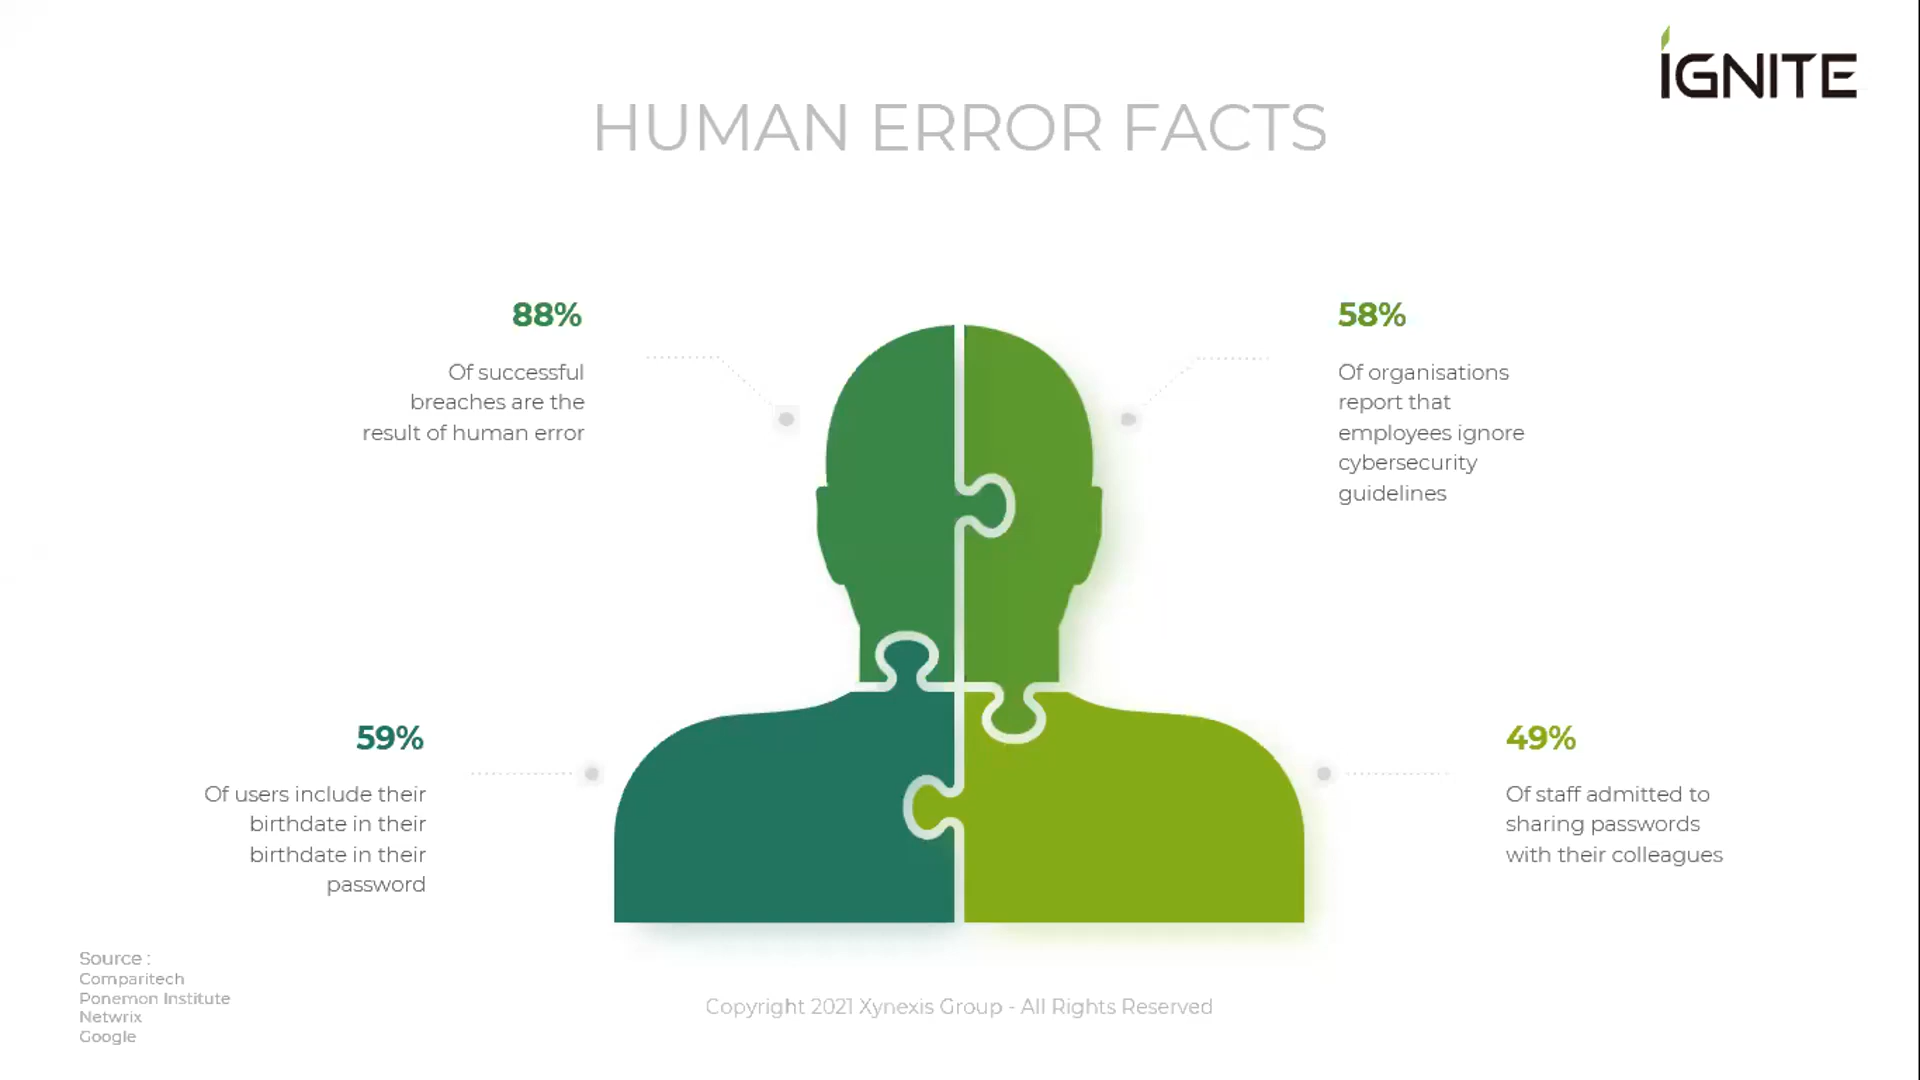 IGNITE
HUMAN ERROR FACTS
88%
Of successful
breaches are the
result of human error
58%
Of organisations
report that
employees ignore
cybersecurity
guidelines
59%
Of users include their
birthdate in their
birthdate in their
password
49%
Of staff admitted to
sharing passwords
with their colleagues
Source :
Comparitech
Ponemon Institute
Netwrix
Google
Copyright 2021 Xynexis Group - All Rights Reserved